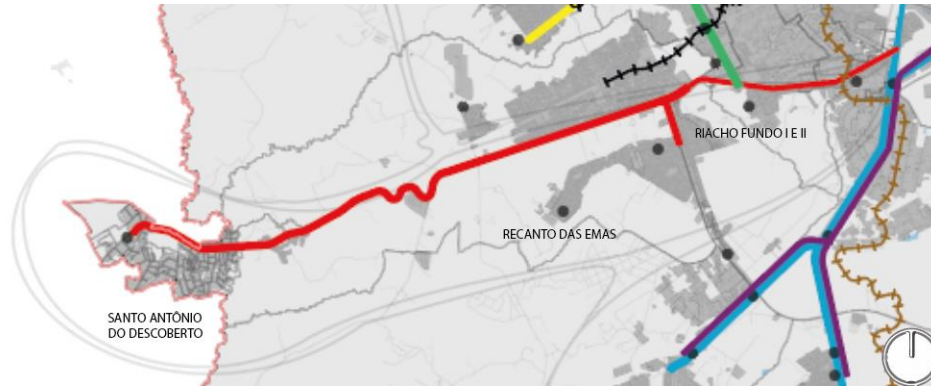 RIACHO FUNDO I E II
RECANTO DAS EMAS
SANTO ANTÔNIO
DO DESCOBERTO